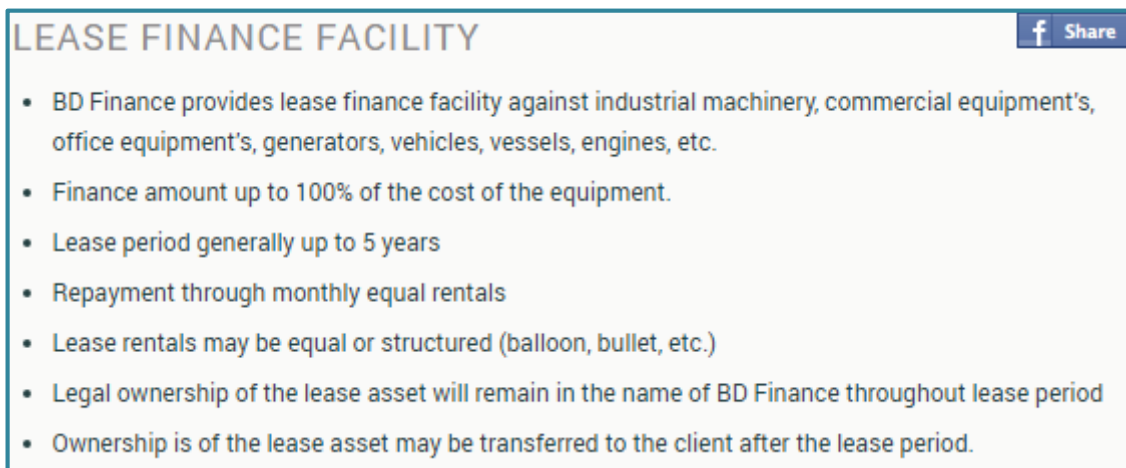 LEASE FINANCE FACILITY
f Share
• BD Finance provides lease finance facility against industrial machinery, commercial equipment's,
office equipment's, generators, vehicles, vessels, engines, etc.
• Finance amount up to 100% of the cost of the equipment.
• Lease period generally up to 5 years
• Repayment through monthly equal rentals
• Lease rentals may be equal or structured (balloon, bullet, etc.)
• Legal ownership of the lease asset will remain in the name of BD Finance throughout lease period
• Ownership is of the lease asset may be transferred to the client after the lease period.